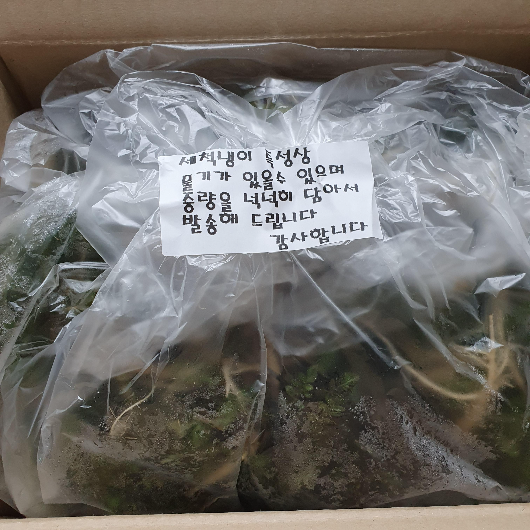 세척냉이 특성상
물기가 있을수 있으며
중량을 넉넉히 담아서
발송해 드립니다
감사합니다